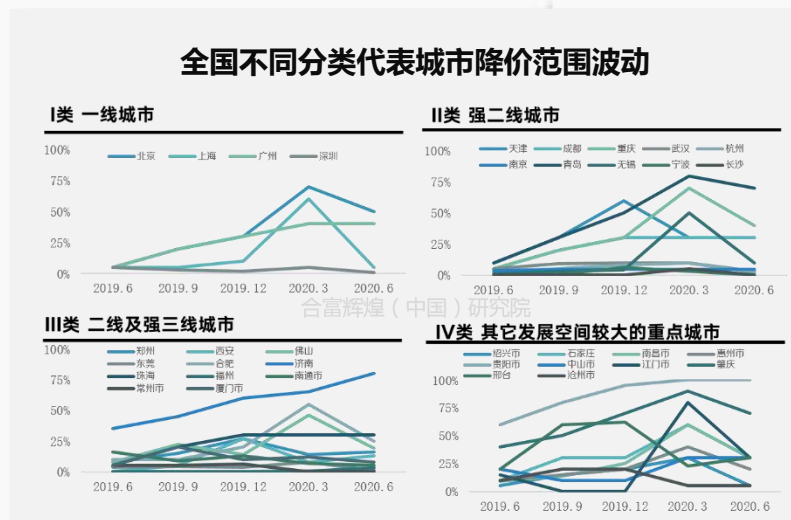 全国不同分类代表城市降价范围波动
I类 一线城市
100%
75%
50%
25%
0%
北京 上海 广州 深圳
2019.6 2019.9 2019.12 2020.3 2020.6
II类 强二线城市
100%
75%
50%
25%
0%
天津 成都 重庆 武汉 杭州
南京 青岛 无锡 宁波 长沙
2019.6 2019.9 2019.12 2020.3 2020.6
合富辉煌（中国）研究院
III类 二线及强三线城市
100%
75%
50%
25%
0%
郑州 西安 佛山
东莞 合肥 济南
珠海 福州 南通市
常州市 厦门市
2019.6 2019.9 2019.12 2020.3 2020.6
IV类 其它发展空间较大的重点城市
100%
75%
50%
25%
0%
绍兴市 石家庄 南昌市 惠州市
贵阳市 中山市 江门市 肇庆
邢台 沧州市
2019.6 2019.9 2019.12 2020.3 2020.6